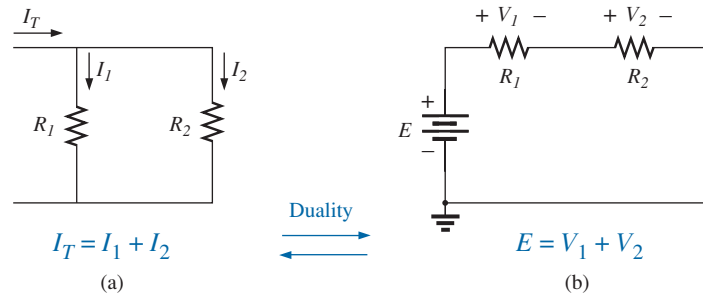 I_T
I_1
I_2
R_1
R_2
I_T = I_1 + I_2
(a)
Duality
+ V_1 −
+ V_2 −
R_1
R_2
+
E
−
E = V_1 + V_2
(b)